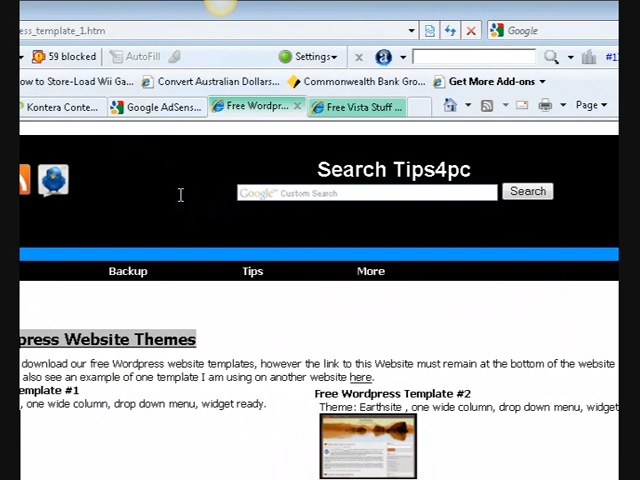 ess_template_1.htm
Google
59 blocked
AutoFill
Settings
a
#1
ow to Store-Load Wii Ga...
Convert Australian Dollars...
Commonwealth Bank Gro...
Get More Add-ons
Kontera Conte...
Google AdSens...
Free Wordpr...
Free Vista Stuff ...
Page
Search Tips4pc
Google™ Custom Search
Search
Backup
Tips
More
press Website Themes
download our free Wordpress website templates, however the link to this Website must remain at the bottom of the website
also see an example of one template I am using on another website here.
emplate #1
, one wide column, drop down menu, widget ready.
Free Wordpress Template #2
Theme: Earthsite , one wide column, drop down menu, widget